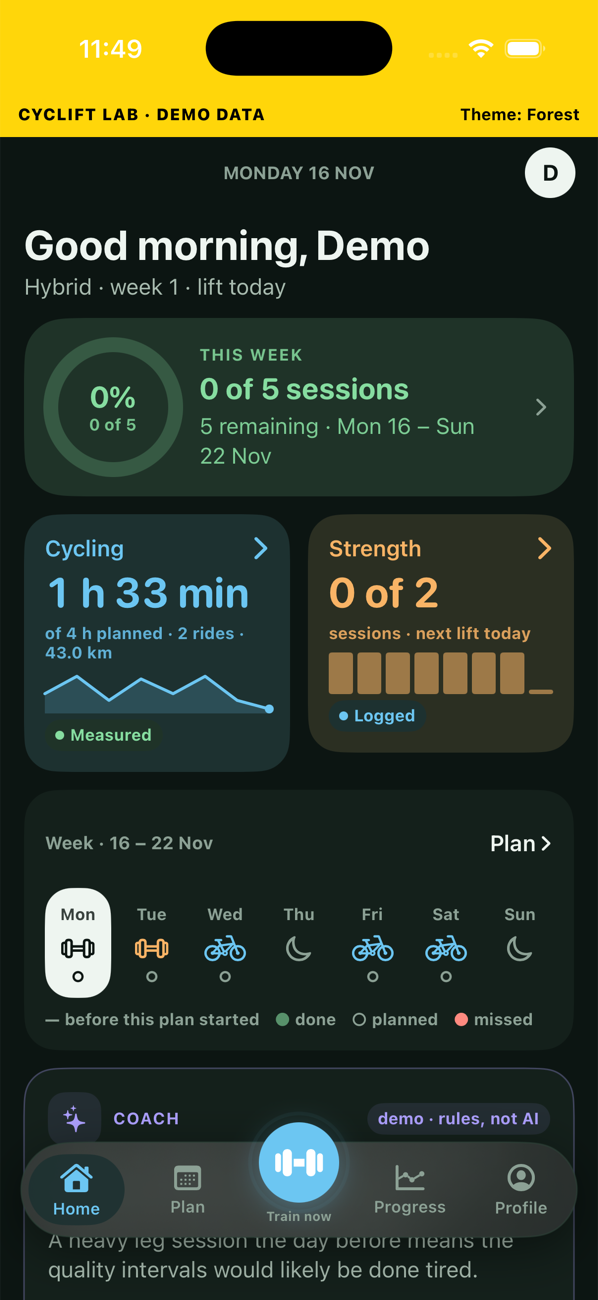 11:49
CYCLIFT LAB · DEMO DATA
Theme: Forest
MONDAY 16 NOV
D
Good morning, Demo
Hybrid · week 1 · lift today
THIS WEEK
0%
0 of 5
0 of 5 sessions
5 remaining · Mon 16 – Sun
22 Nov
Cycling
1 h 33 min
of 4 h planned · 2 rides ·
43.0 km
Measured
Strength
0 of 2
sessions · next lift today
Logged
Week · 16 – 22 Nov
Plan
Mon Tue Wed Thu Fri Sat Sun
— before this plan started done planned missed
COACH
demo · rules, not AI
Home Plan Train now Progress Profile
A heavy leg session the day before means the
quality intervals would likely be done tired.